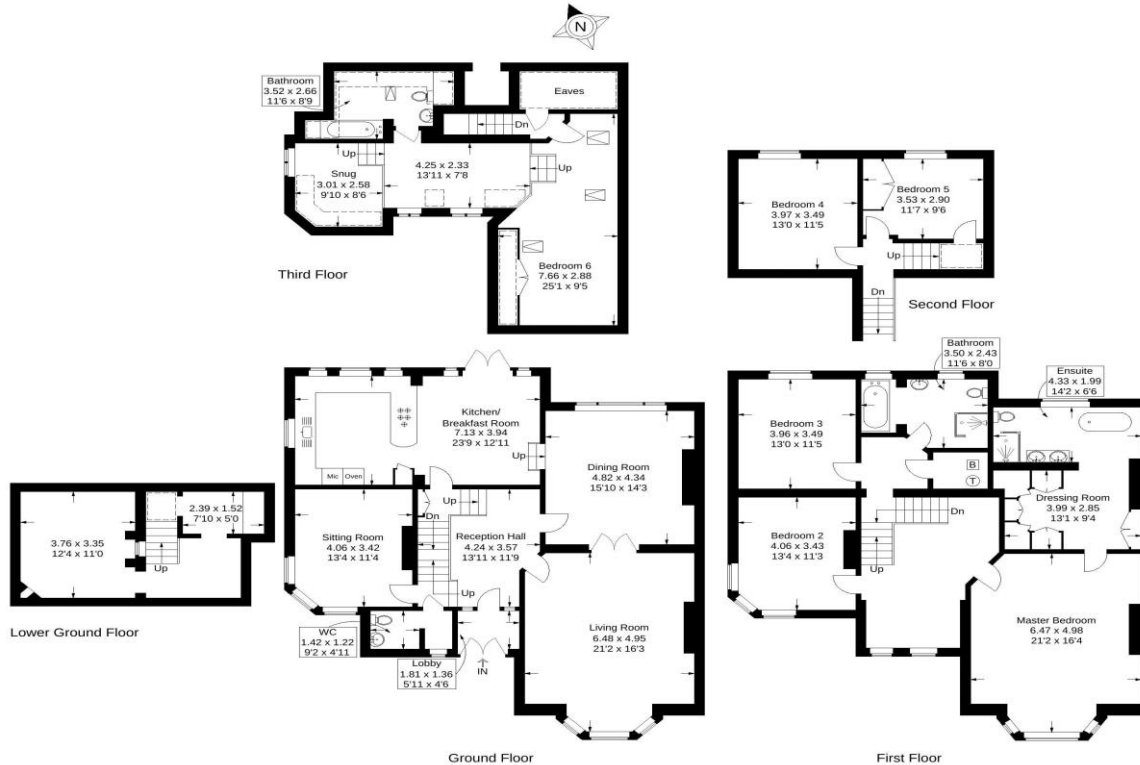 N
Bathroom
3.52 x 2.66
11'6 x 8'9
Eaves
Dn
Up
Snug
3.01 x 2.58
9'10 x 8'6
4.25 x 2.33
13'11 x 7'8
Up
Bedroom 6
7.66 x 2.88
25'1 x 9'5
Third Floor
Bedroom 4
3.97 x 3.49
13'0 x 11'5
Bedroom 5
3.53 x 2.90
11'7 x 9'6
Up
Dn
Second Floor
3.76 x 3.35
12'4 x 11'0
2.39 x 1.52
7'10 x 5'0
Up
Lower Ground Floor
Kitchen/
Breakfast Room
7.13 x 3.94
23'9 x 12'11
Up
Mic
Oven
Dining Room
4.82 x 4.34
15'10 x 14'3
Sitting Room
4.06 x 3.42
13'4 x 11'3
Up
Dn
Reception Hall
4.24 x 3.57
13'11 x 11'9
Up
Living Room
6.48 x 4.95
21'2 x 16'3
WC
1.42 x 1.22
9'2 x 4'11
Lobby
1.81 x 1.36
5'11 x 4'6
IN
Ground Floor
Bathroom
3.50 x 2.43
11'6 x 8'0
Ensuite
4.33 x 1.99
14'2 x 6'6
Bedroom 3
3.96 x 3.49
13'0 x 11'5
B
T
Dressing Room
3.99 x 2.85
13'1 x 9'4
Bedroom 2
4.06 x 3.43
13'4 x 11'4
Up
Dn
Master Bedroom
6.47 x 4.98
21'2 x 16'4
First Floor